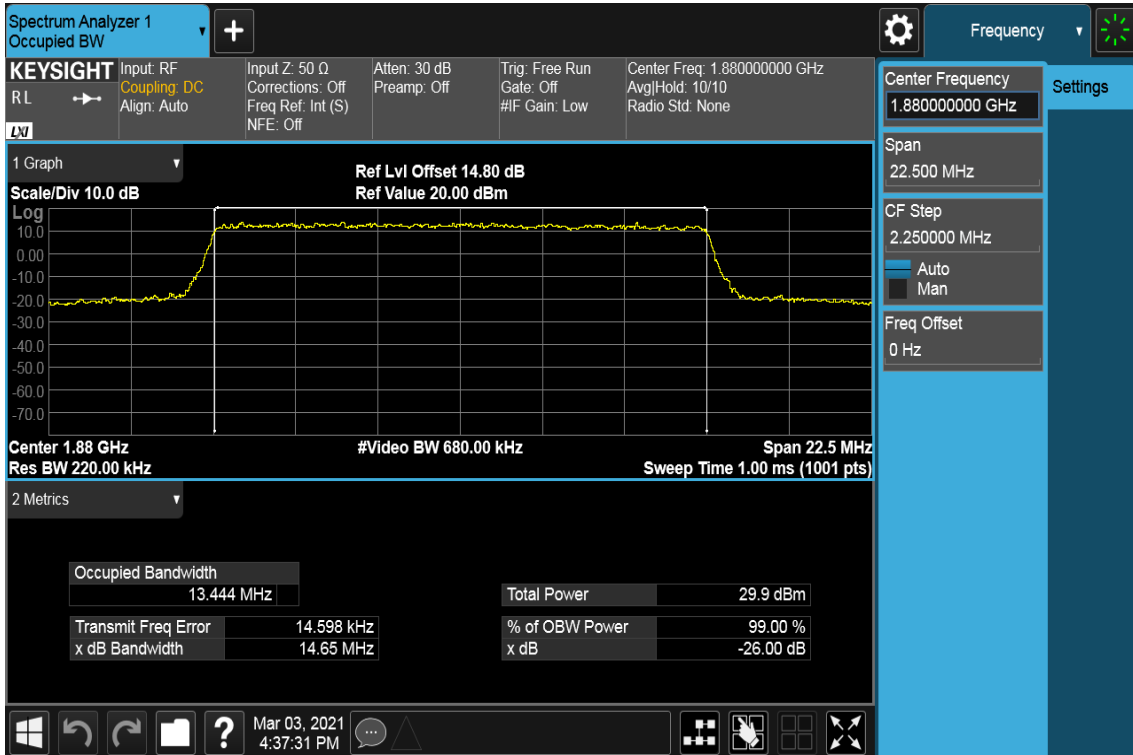 Spectrum Analyzer 1
Occupied BW
Frequency
KEYSIGHT
R L
LXI
Input: RF
Coupling: DC
Align: Auto
Input Z: 50 Ω
Corrections: Off
Freq Ref: Int (S)
NFE: Off
Atten: 30 dB
Preamp: Off
Trig: Free Run
Gate: Off
#IF Gain: Low
Center Freq: 1.880000000 GHz
Avg|Hold: 10/10
Radio Std: None
Center Frequency
1.880000000 GHz
Settings
Span
22.500 MHz
CF Step
2.250000 MHz
Auto
Man
Freq Offset
0 Hz
1 Graph
Scale/Div 10.0 dB
Ref Lvl Offset 14.80 dB
Ref Value 20.00 dBm
Log
10.0
0.00
-10.0
-20.0
-30.0
-40.0
-50.0
-60.0
-70.0
Center 1.88 GHz
#Video BW 680.00 kHz
Span 22.5 MHz
Res BW 220.00 kHz
Sweep Time 1.00 ms (1001 pts)
2 Metrics
Occupied Bandwidth
13.444 MHz
Total Power 29.9 dBm
Transmit Freq Error 14.598 kHz
% of OBW Power 99.00 %
x dB Bandwidth 14.65 MHz
x dB -26.00 dB
Mar 03, 2021
4:37:31 PM